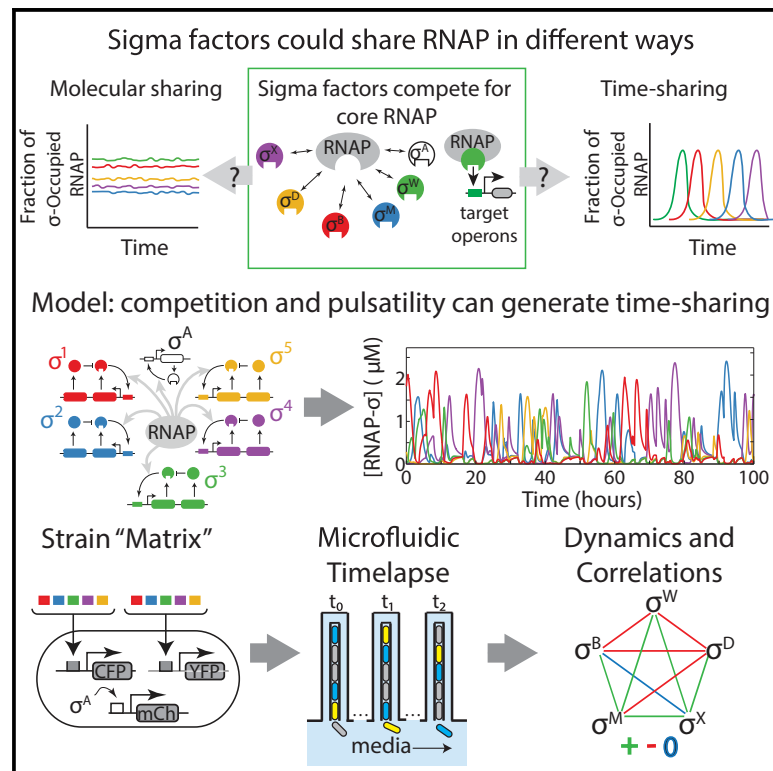 Sigma factors could share RNAP in different ways
Molecular sharing
Fraction of
σ-Occupied
RNAP
Time
?
Sigma factors compete for
core RNAP
RNAP
σX
σD
σB
σM
σW
σA
RNAP
target
operons
?
Time-sharing
Fraction of
σ-Occupied
RNAP
Time
Model: competition and pulsatility can generate time-sharing
σA
σ1
σ5
σ2
σ4
RNAP
σ3
[RNAP-σ] ( μM)
2
1
0
0
20
40
60
80
100
Time (hours)
Strain “Matrix”
CFP
YFP
σA
mCh
Microfluidic
Timelapse
t0
t1
t2
media
Dynamics and
Correlations
σW
σB
σD
σM
σX
+ - 0